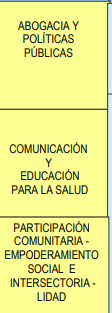 ABOGACIA Y
POLÍTICAS
PÚBLICAS
COMUNICACIÓN
Y
EDUCACIÓN
PARA LA SALUD
PARTICIPACIÓN
COMUNITARIA -
EMPODERAMIENTO
SOCIAL E
INTERSECTORIA -
LIDAD